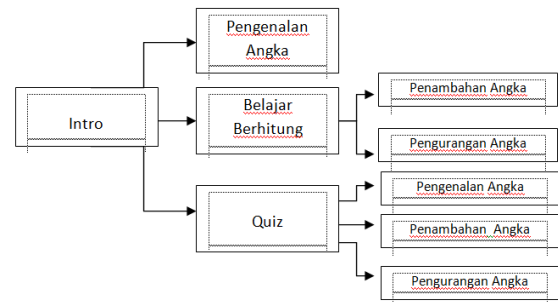 Pengenalan
Angka
Intro
Belajar
Berhitung
Penambahan Angka
Pengurangan Angka
Quiz
Pengenalan Angka
Penambahan Angka
Pengurangan Angka